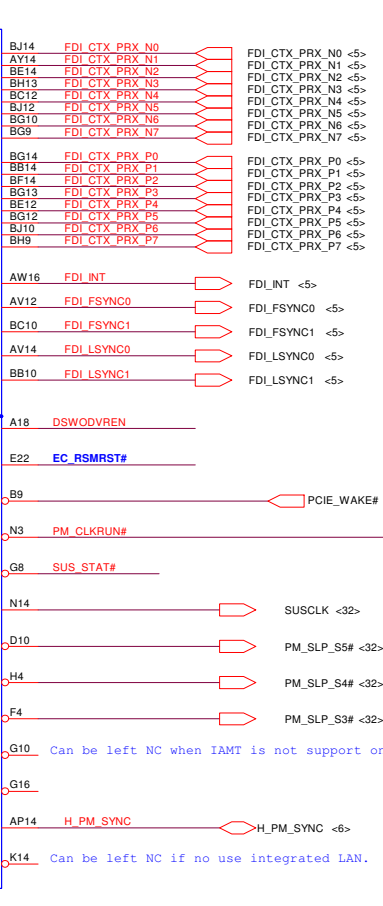 BJ14 FDI_CTX_PRX_N0 FDI_CTX_PRX_N0 <5>
AY14 FDI_CTX_PRX_N1 FDI_CTX_PRX_N1 <5>
BE14 FDI_CTX_PRX_N2 FDI_CTX_PRX_N2 <5>
BH13 FDI_CTX_PRX_N3 FDI_CTX_PRX_N3 <5>
BC12 FDI_CTX_PRX_N4 FDI_CTX_PRX_N4 <5>
BJ12 FDI_CTX_PRX_N5 FDI_CTX_PRX_N5 <5>
BG10 FDI_CTX_PRX_N6 FDI_CTX_PRX_N6 <5>
BG9 FDI_CTX_PRX_N7 FDI_CTX_PRX_N7 <5>
BG14 FDI_CTX_PRX_P0 FDI_CTX_PRX_P0 <5>
BB14 FDI_CTX_PRX_P1 FDI_CTX_PRX_P1 <5>
BF14 FDI_CTX_PRX_P2 FDI_CTX_PRX_P2 <5>
BG13 FDI_CTX_PRX_P3 FDI_CTX_PRX_P3 <5>
BE12 FDI_CTX_PRX_P4 FDI_CTX_PRX_P4 <5>
BG12 FDI_CTX_PRX_P5 FDI_CTX_PRX_P5 <5>
BJ10 FDI_CTX_PRX_P6 FDI_CTX_PRX_P6 <5>
BH9 FDI_CTX_PRX_P7 FDI_CTX_PRX_P7 <5>
AW16 FDI_INT FDI_INT <5>
AV12 FDI_FSYNC0 FDI_FSYNC0 <5>
BC10 FDI_FSYNC1 FDI_FSYNC1 <5>
AV14 FDI_LSYNC0 FDI_LSYNC0 <5>
BB10 FDI_LSYNC1 FDI_LSYNC1 <5>
A18 DSWODVREN
E22 EC_RSMRST#
B9 PCIE_WAKE#
N3 PM_CLKRUN#
G8 SUS_STAT#
N14 SUSCLK <32>
D10 PM_SLP_S5# <32>
H4 PM_SLP_S4# <32>
F4 PM_SLP_S3# <32>
G10 Can be left NC when IAMT is not support on
G16
AP14 H_PM_SYNC H_PM_SYNC <6>
K14 Can be left NC if no use integrated LAN.